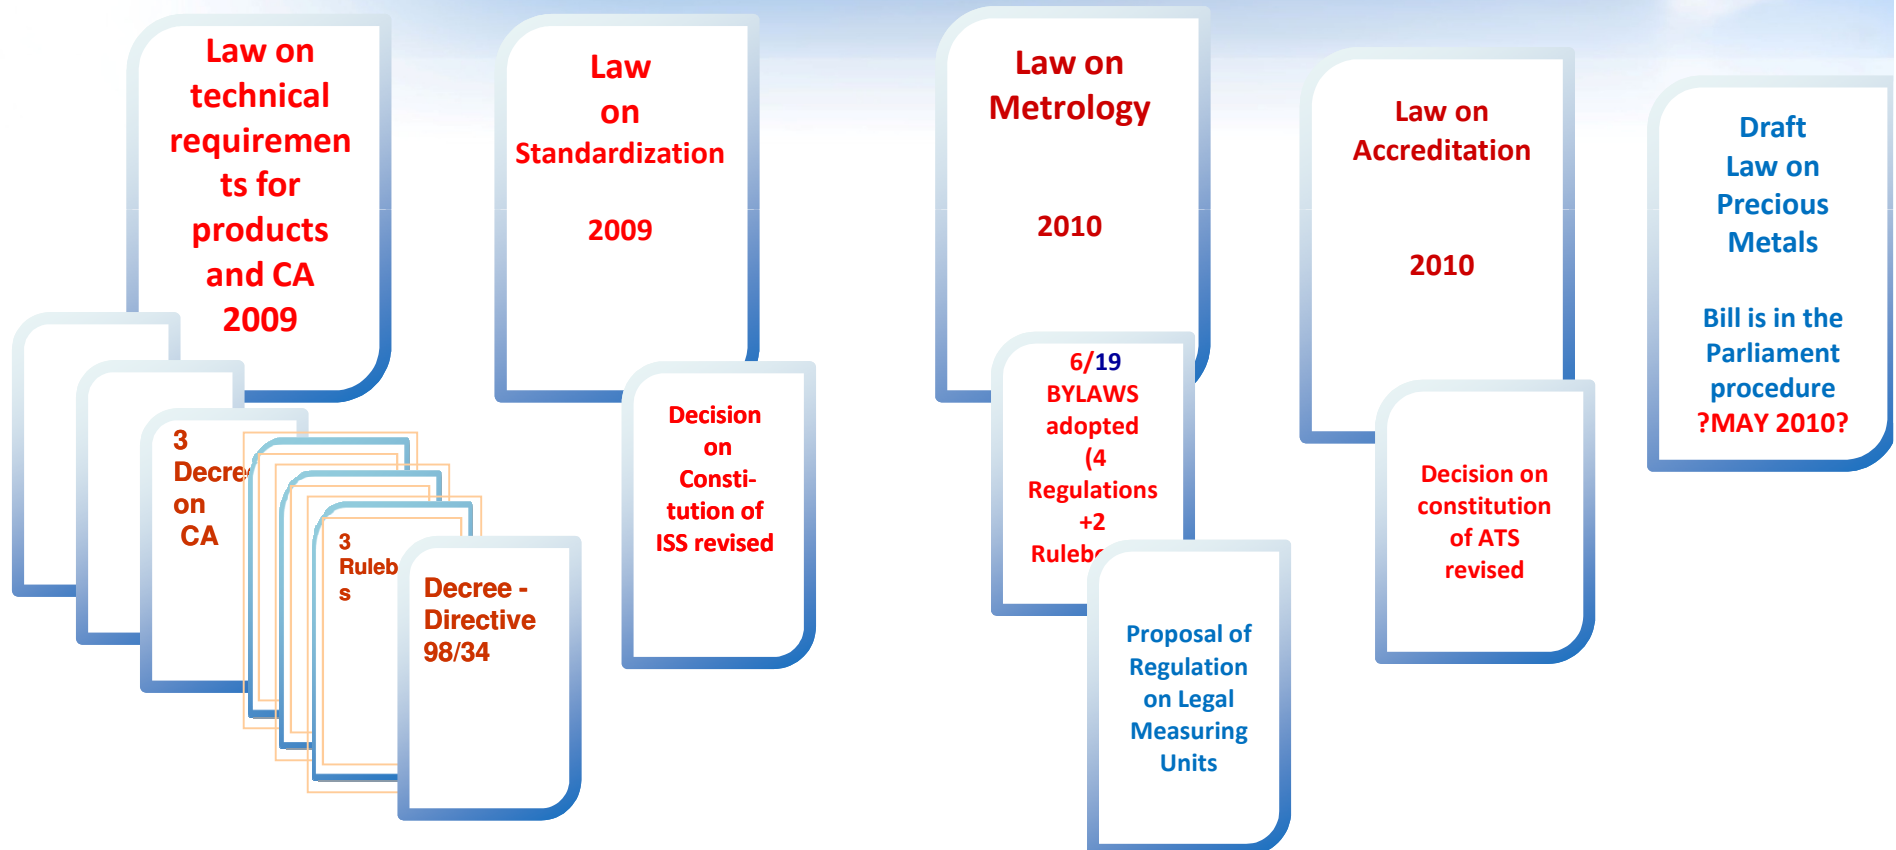 Law on
technical
requiremen
ts for
products
and CA
2009
3
Decre
on
CA
3
Ruleb
s
Decree -
Directive
98/34
Law
on
Standardization
2009
Decision
on
Consti-
tution of
ISS revised
Law on
Metrology
2010
6/19
BYLAWS
adopted
(4
Regulations
+2
Rulebo
Proposal of
Regulation
on Legal
Measuring
Units
Law on
Accreditation
2010
Decision on
constitution
of ATS
revised
Draft
Law on
Precious
Metals
Bill is in the
Parliament
procedure
?MAY 2010?